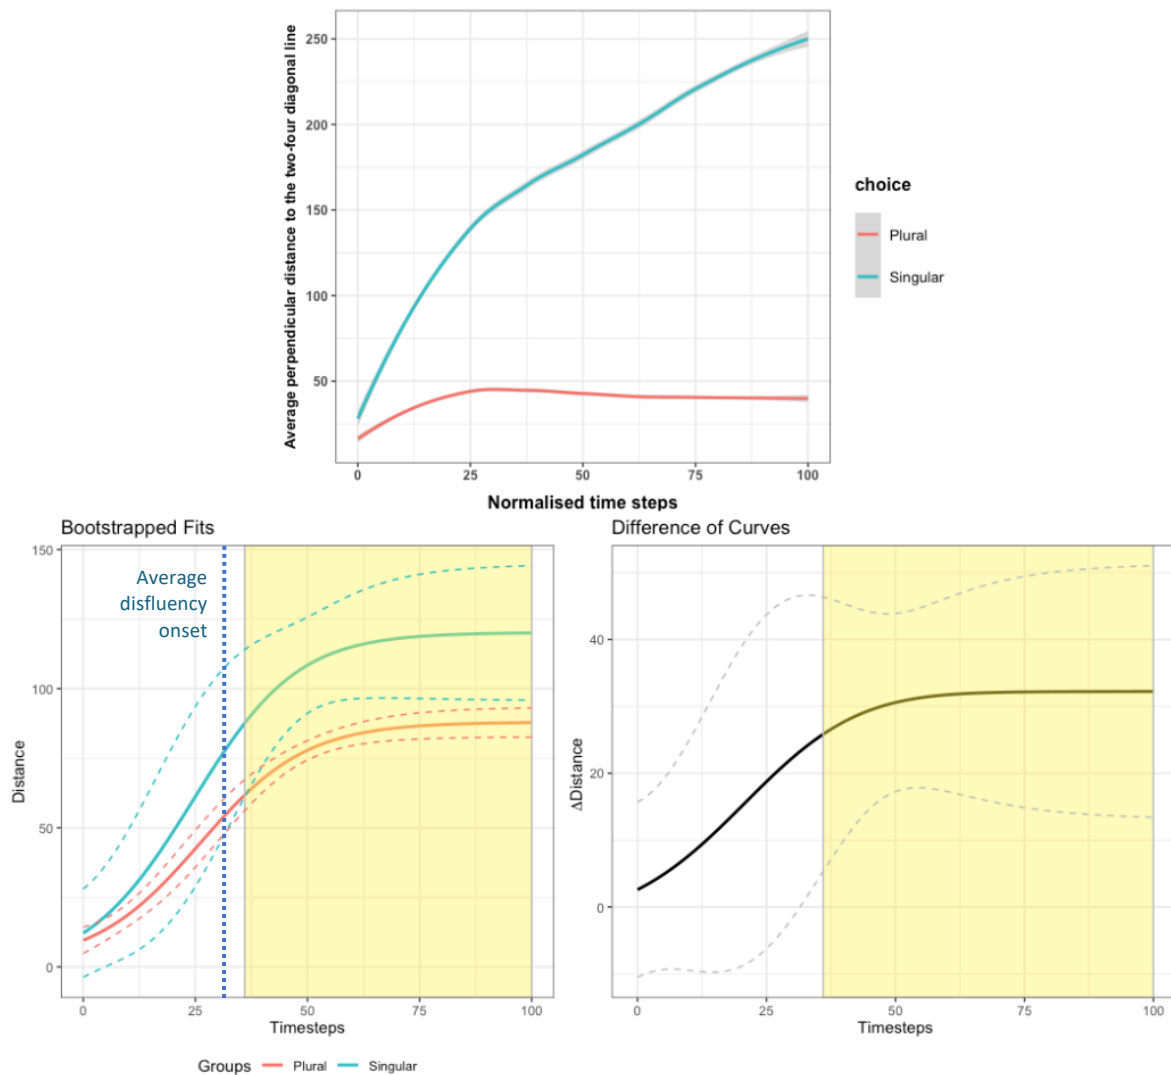 Average perpendicular distance to the two-four diagonal line
250
200
150
100
50
0
25
50
75
100
Normalised time steps
choice
Plural
Singular
Bootstrapped Fits
150
100
50
0
Distance
Average
disfluency
onset
0
25
50
75
100
Timesteps
Groups Plural Singular
Difference of Curves
40
20
0
ΔDistance
0
25
50
75
100
Timesteps